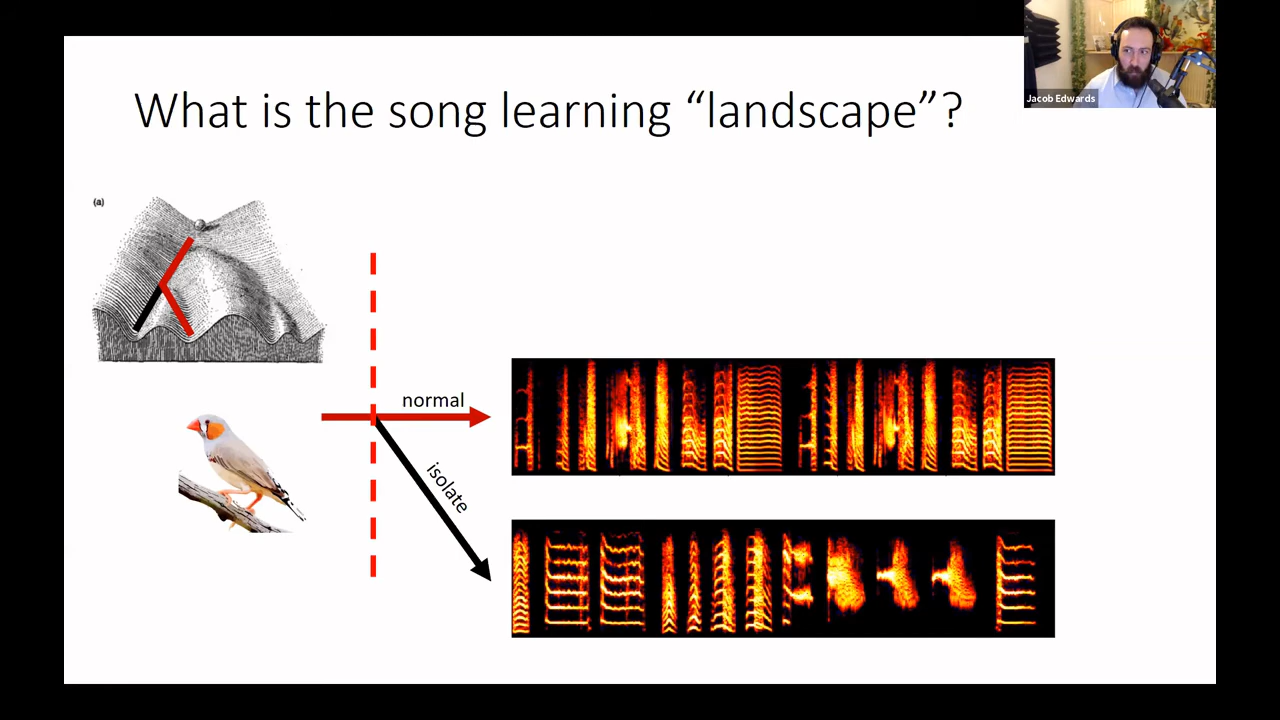 What is the song learning “landscape”?
Jacob Edwards
(a)
normal
isolate